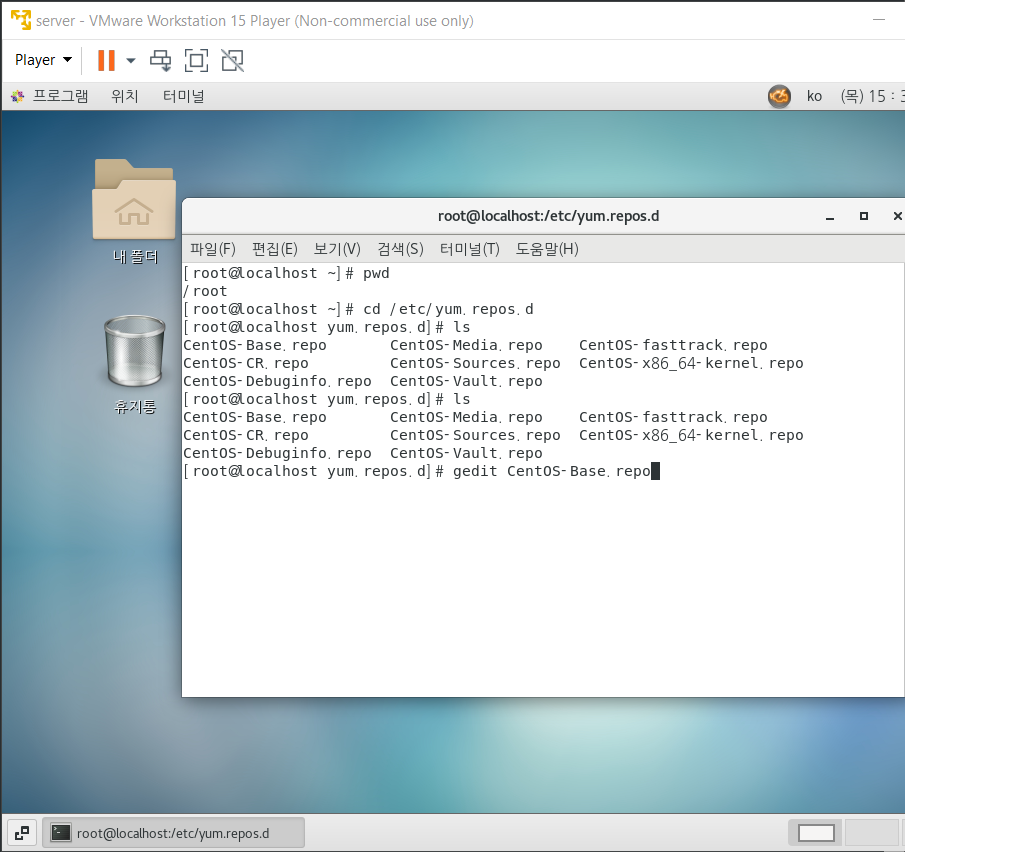 server - VMware Workstation 15 Player (Non-commercial use only)
Player
프로그램 위치 터미널 ko (목) 15 :
내 폴더
휴지통
root@localhost:/etc/yum.repos.d
파일(F) 편집(E) 보기(V) 검색(S) 터미널(T) 도움말(H)
[root@localhost ~]# pwd
/root
[root@localhost ~]# cd /etc/yum.repos.d
[root@localhost yum.repos.d]# ls
CentOS-Base.repo CentOS-Media.repo CentOS-fasttrack.repo
CentOS-CR.repo CentOS-Sources.repo CentOS-x86_64-kernel.repo
CentOS-Debuginfo.repo CentOS-Vault.repo
[root@localhost yum.repos.d]# ls
CentOS-Base.repo CentOS-Media.repo CentOS-fasttrack.repo
CentOS-CR.repo CentOS-Sources.repo CentOS-x86_64-kernel.repo
CentOS-Debuginfo.repo CentOS-Vault.repo
[root@localhost yum.repos.d]# gedit CentOS-Base.repo
root@localhost:/etc/yum.repos.d